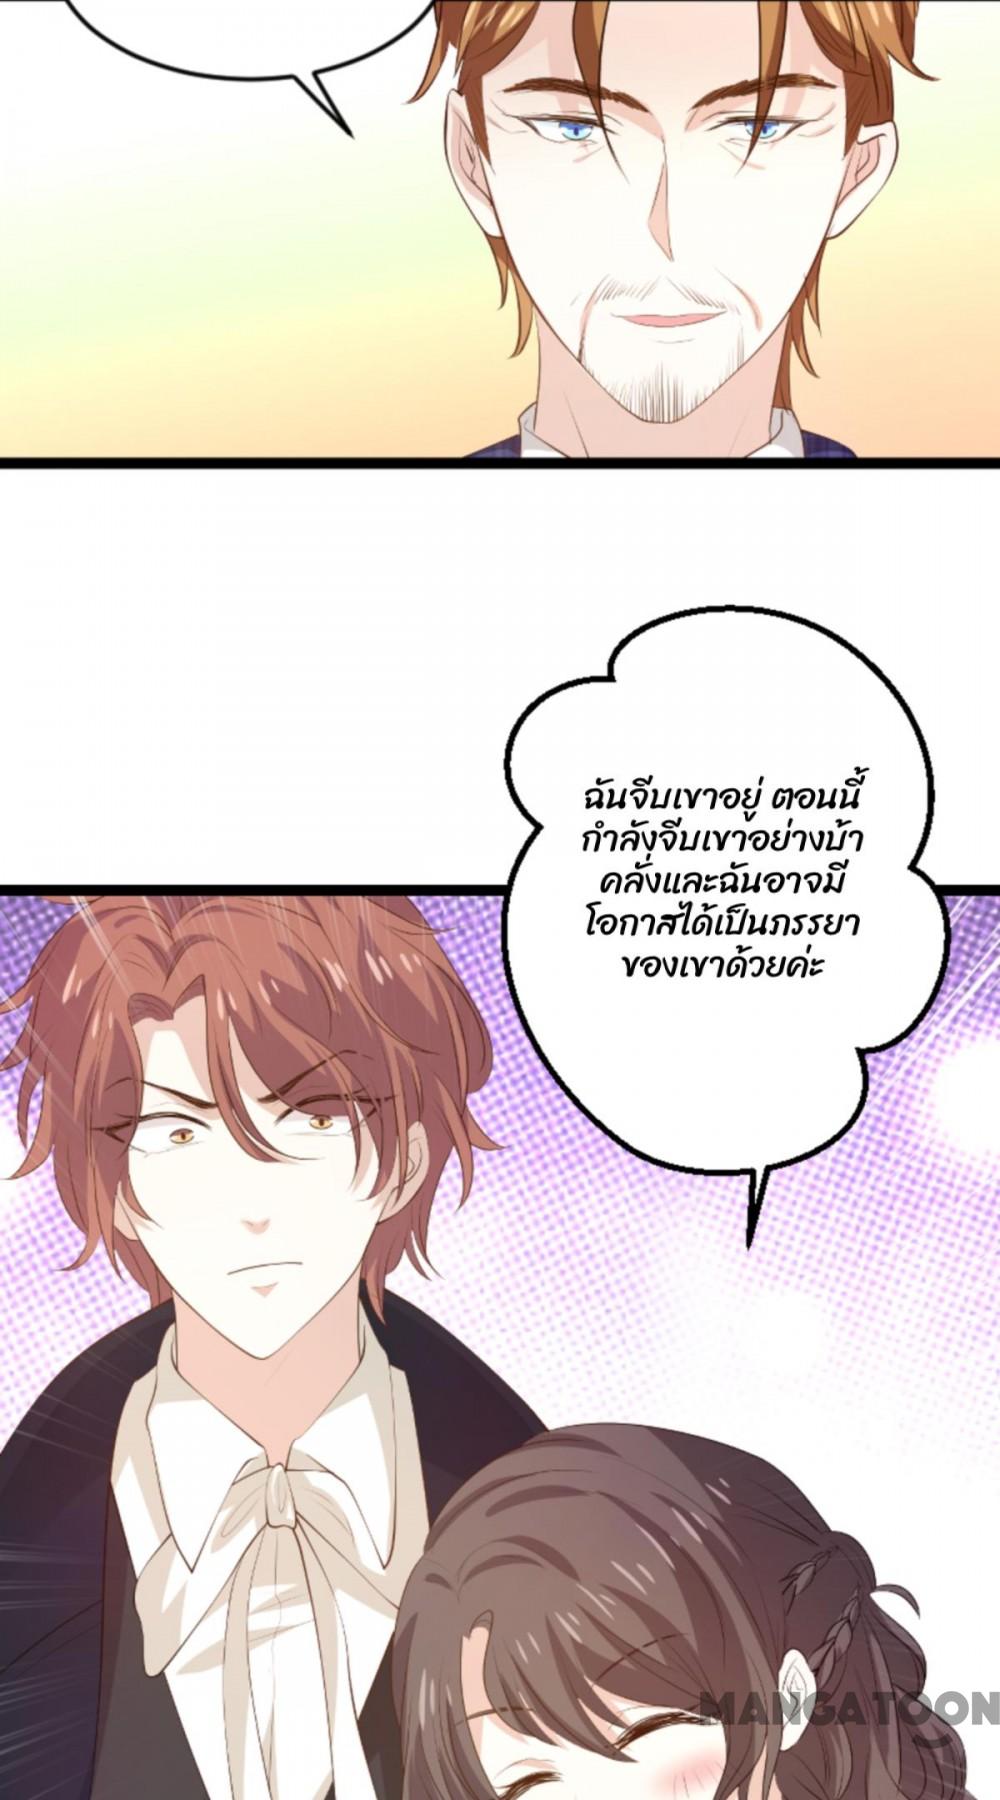 ฉันจีบเขาอยู่ ตอนนี้
กำลังจีบเขาอย่างบ้า
คลั่งและฉันอาจมี
โอกาสได้เป็นภรรยา
ของเขาด้วยค่ะ
MANGATOON